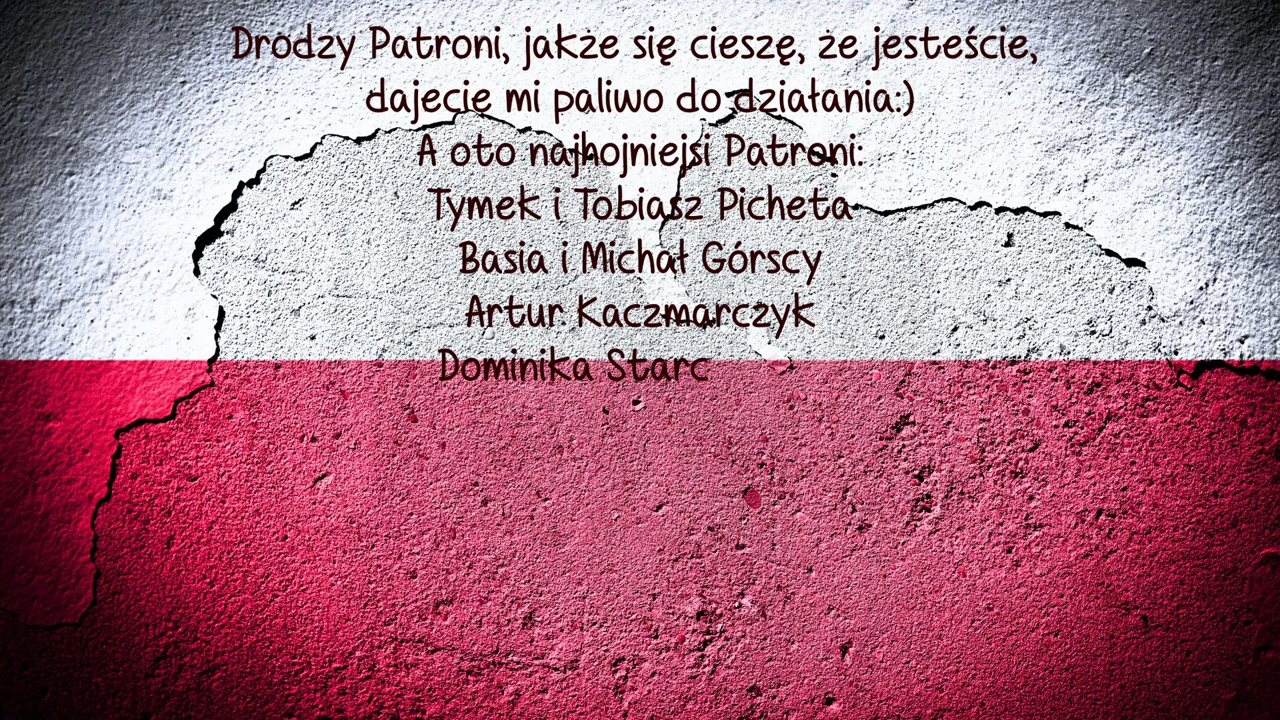 Drodzy Patroni, jakże się cieszę, że jesteście,
dajecie mi paliwo do działania:)
A oto najhojniejsi Patroni:
Tymek i Tobiasz Picheta
Basia i Michał Górscy
Artur Kaczmarczyk
Dominika Starc